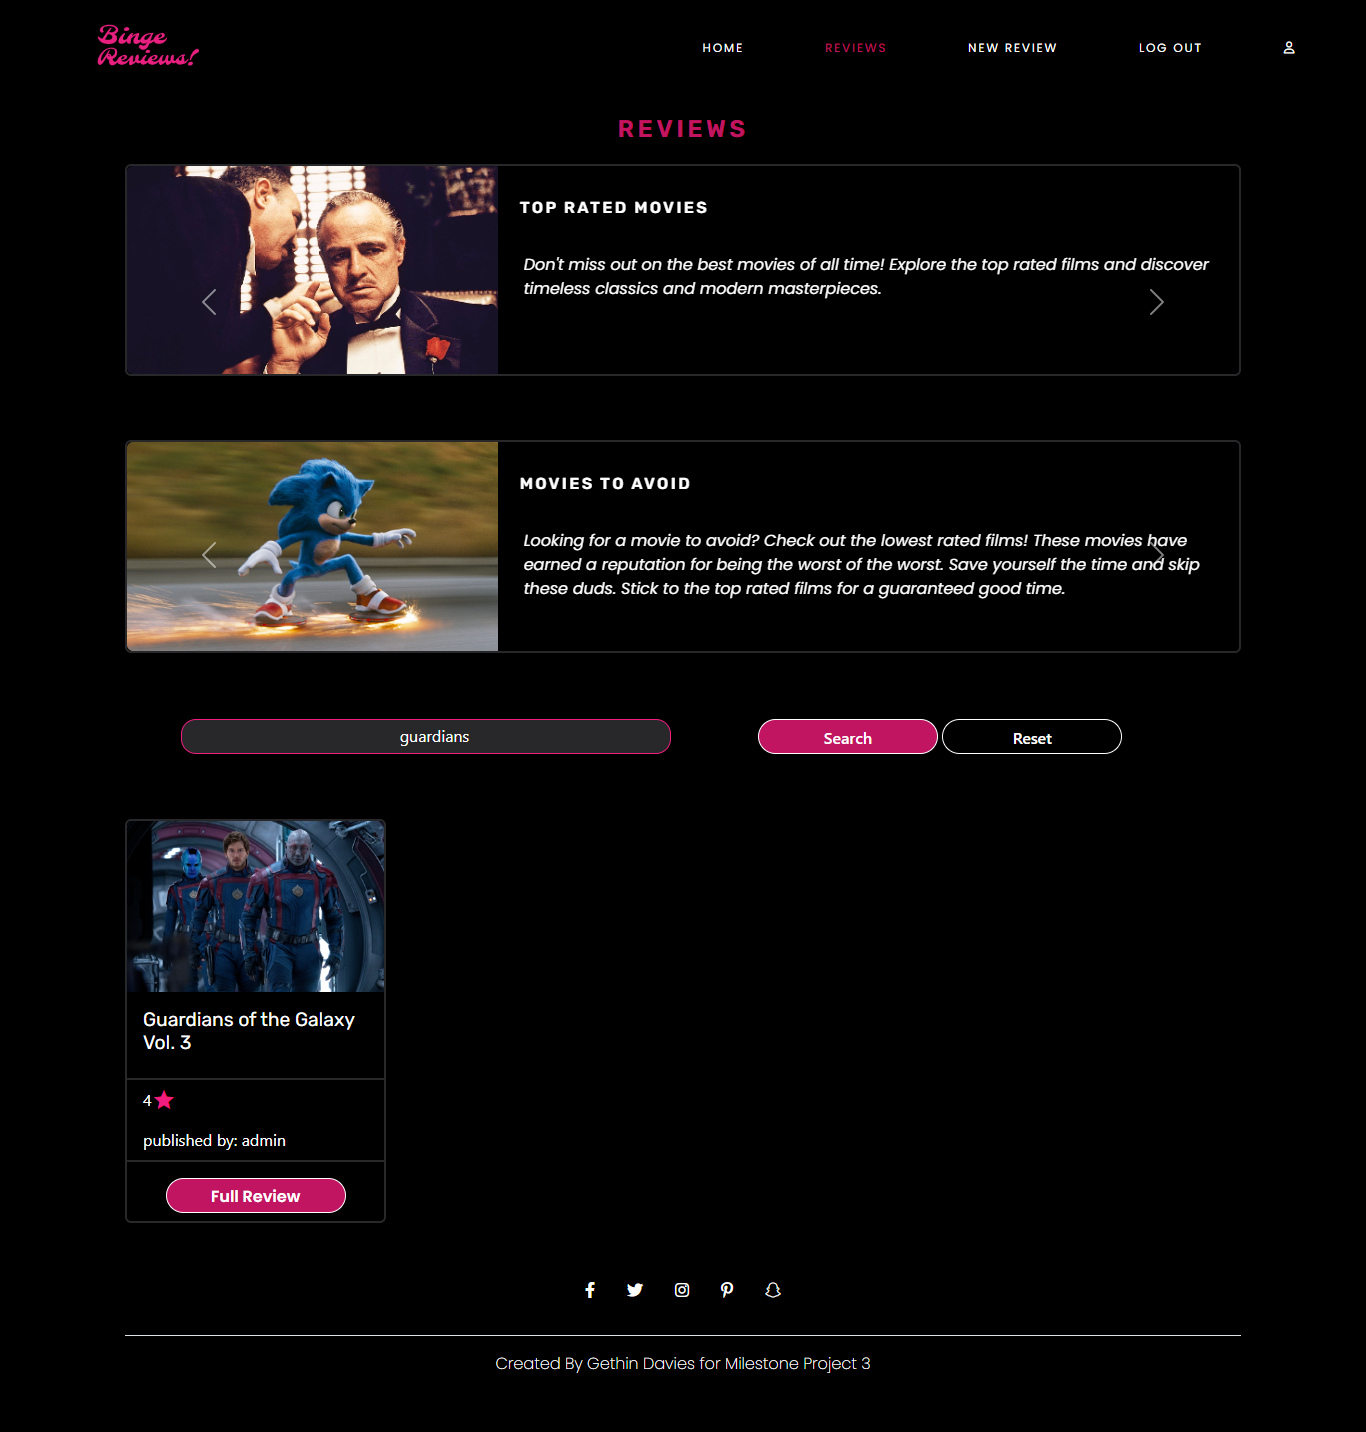 Binge
Reviews!
HOME
REVIEWS
NEW REVIEW
LOG OUT
REVIEWS
TOP RATED MOVIES
Don't miss out on the best movies of all time! Explore the top rated films and discover
timeless classics and modern masterpieces.
MOVIES TO AVOID
Looking for a movie to avoid? Check out the lowest rated films! These movies have
earned a reputation for being the worst of the worst. Save yourself the time and skip
these duds. Stick to the top rated films for a guaranteed good time.
guardians
Search
Reset
Guardians of the Galaxy
Vol. 3
4
published by: admin
Full Review
Created By Gethin Davies for Milestone Project 3